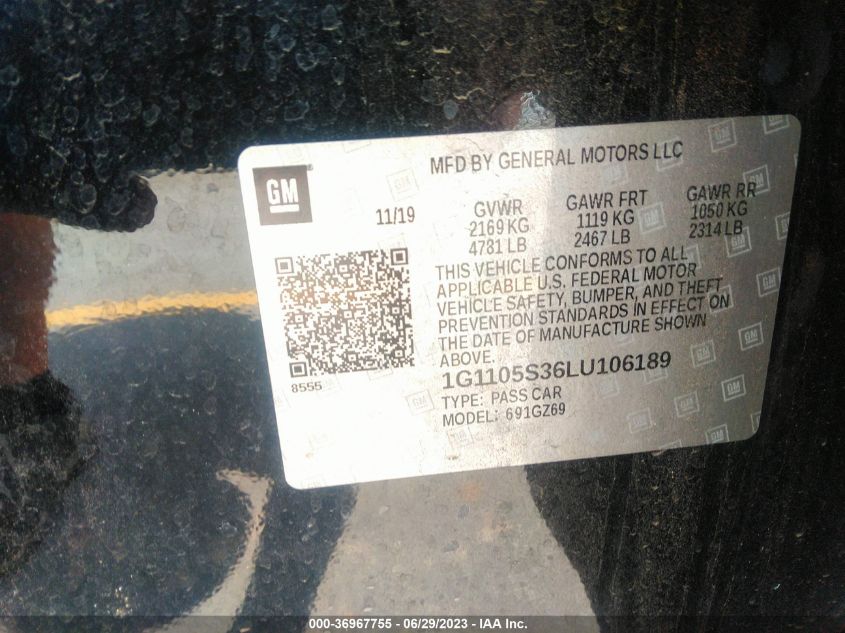 GM
MFD BY GENERAL MOTORS LLC
11/19
GVWR
2169 KG
4781 LB
GAWR FRT
1119 KG
2467 LB
GAWR RR
1050 KG
2314 LB
THIS VEHICLE CONFORMS TO ALL
APPLICABLE U.S. FEDERAL MOTOR
VEHICLE SAFETY, BUMPER, AND THEFT
PREVENTION STANDARDS IN EFFECT ON
THE DATE OF MANUFACTURE SHOWN
ABOVE.
8555
1G1105S36LU106189
TYPE: PASS CAR
MODEL: 691GZ69
000-36967755 - 06/29/2023 - IAA Inc.